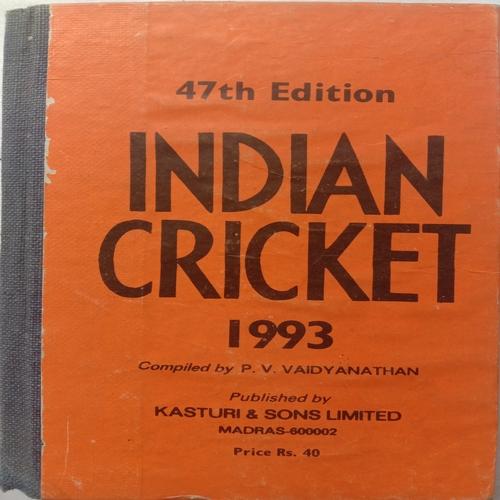 47th Edition
INDIAN
CRICKET
1993
Compiled by P. V. VAIDYANATHAN
Published by
KASTURI & SONS LIMITED
MADRAS-600002
Price Rs. 40